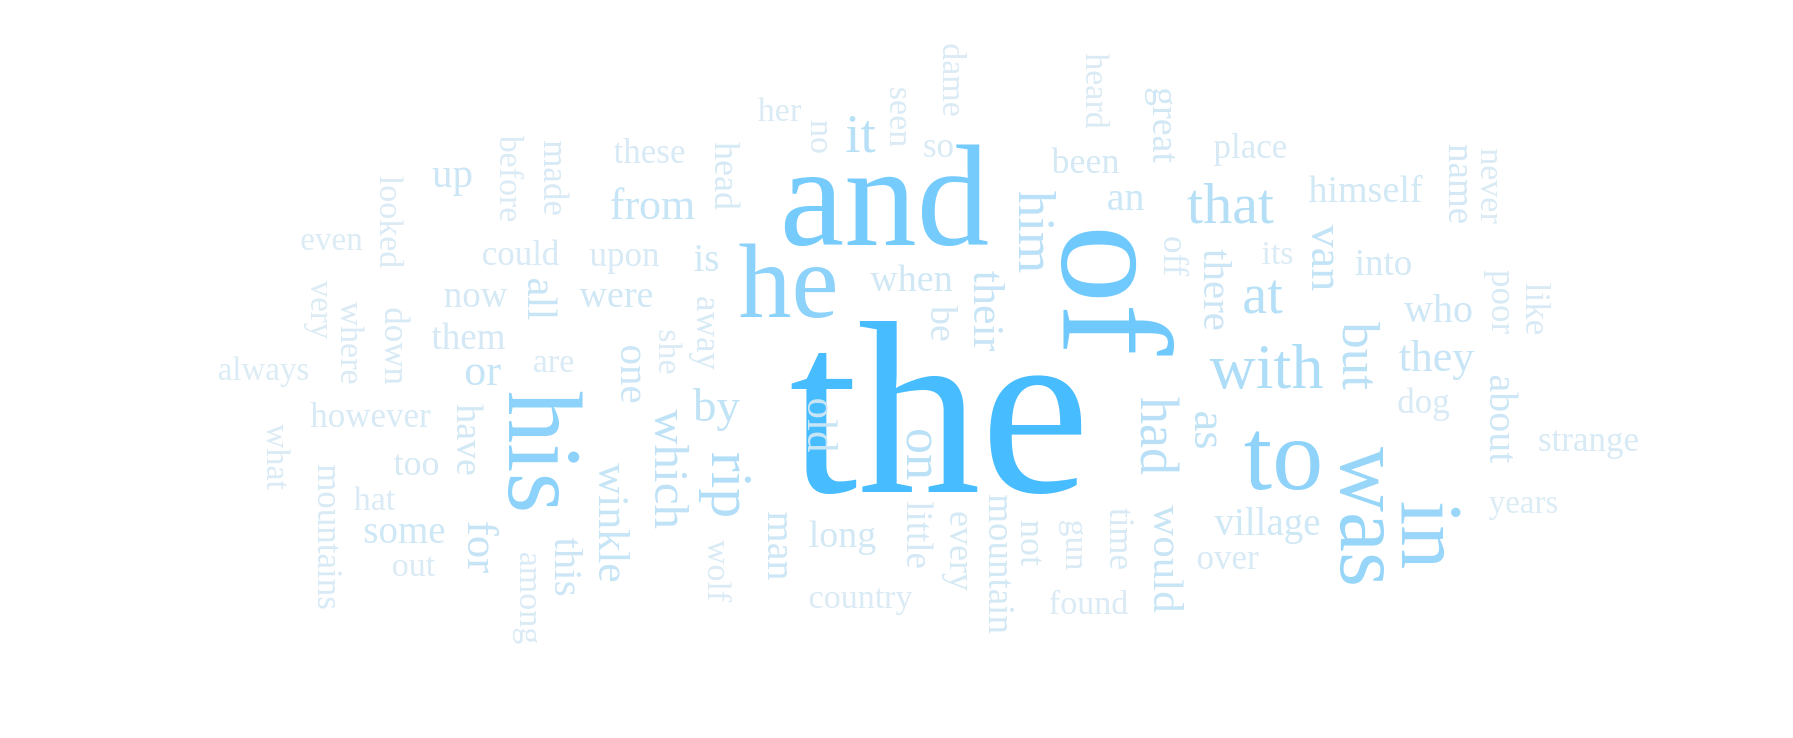 dame
heard
great
her
no
it
seen
so
been
place
before
made
these
head
and
name
never
up
looked
from
him
an
that
himself
even
could
upon
is
he
when
their
of
off
there
its
van
into
now
all
were
away
be
at
who
poor
like
very
where
down
them
she
the
with
but
they
always
or
are
one
by
old
on
had
as
dog
about
strange
however
have
his
which
rip
to
was
in
what
too
hat
winkle
mountains
some
for
this
man
long
little
every
mountain
not
gun
time
would
village
over
years
out
among
wolf
country
found